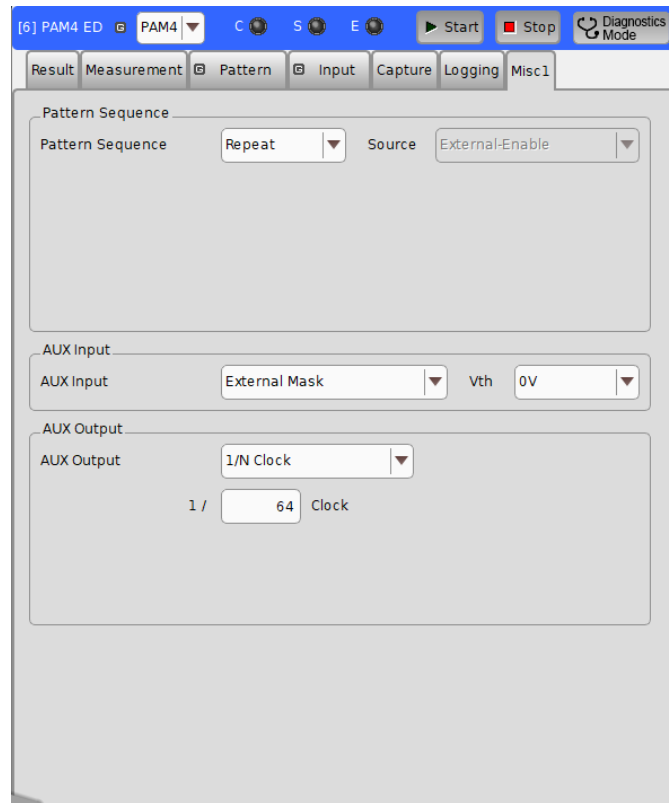 [6] PAM4 ED G PAM4 C S E Start Stop Diagnostics Mode
Result Measurement G Pattern G Input Capture Logging Misc1
Pattern Sequence
Pattern Sequence Repeat Source External-Enable
AUX Input
AUX Input External Mask Vth 0V
AUX Output
AUX Output 1/N Clock
1 / 64 Clock